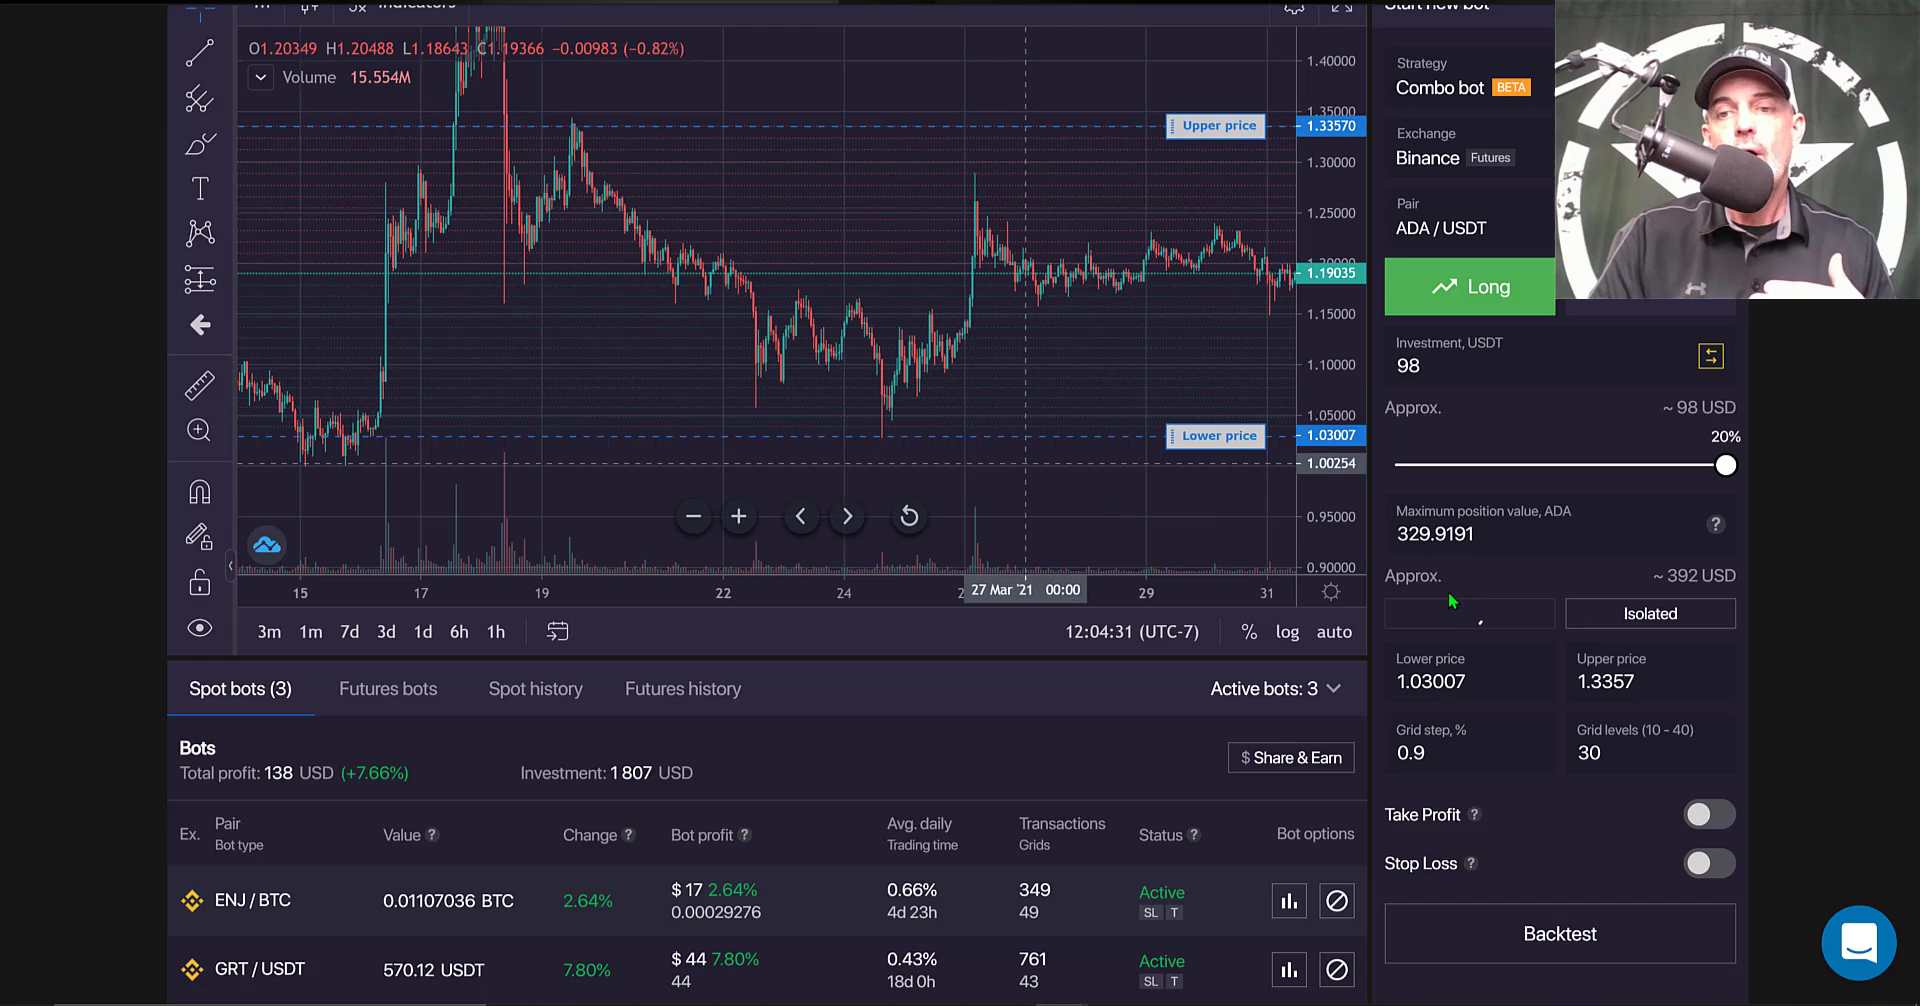 Indicators
O1.20349 H1.20488 L1.18643 C1.19366 −0.00983 (−0.82%)
Volume 15.554M
1.40000
1.35000
Upper price 1.33570
1.30000
1.25000
1.19035
1.15000
1.10000
1.05000
Lower price 1.03007
1.00254
0.95000
0.90000
15 17 19 22 24 27 Mar '21 00:00 29 31
3m 1m 7d 3d 1d 6h 1h 12:04:31 (UTC-7) % log auto
Spot bots (3) Futures bots Spot history Futures history Active bots: 3
Bots
Total profit: 138 USD (+7.66%) Investment: 1 807 USD $ Share & Earn
Ex. Pair Bot type Value ? Change ? Bot profit ? Avg. daily Trading time Transactions Grids Status ? Bot options
ENJ / BTC 0.01107036 BTC 2.64% $ 17 2.64% 0.66% 349 Active
0.00029276 4d 23h 49 SL T
GRT / USDT 570.12 USDT 7.80% $ 44 7.80% 0.43% 761 Active
44 18d 0h 43 SL T
Start new bot
Strategy
Combo bot BETA
Exchange
Binance Futures
Pair
ADA / USDT
Long
Investment, USDT
98
Approx. ~ 98 USD
20%
Maximum position value, ADA
329.9191 ?
Approx. ~ 392 USD
Isolated
Lower price Upper price
1.03007 1.3357
Grid step, % Grid levels (10 - 40)
0.9 30
Take Profit ?
Stop Loss ?
Backtest